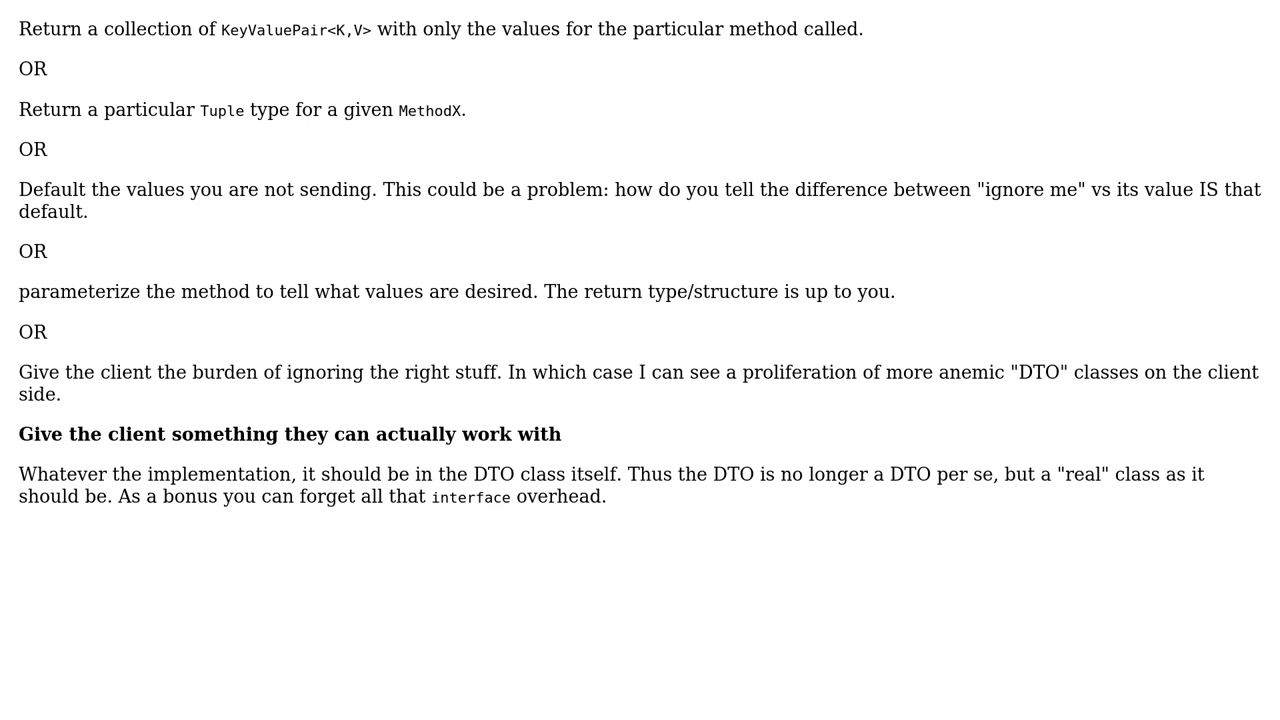 Return a collection of KeyValuePair<K,V> with only the values for the particular method called.
OR
Return a particular Tuple type for a given MethodX.
OR
Default the values you are not sending. This could be a problem: how do you tell the difference between "ignore me" vs its value IS that
default.
OR
parameterize the method to tell what values are desired. The return type/structure is up to you.
OR
Give the client the burden of ignoring the right stuff. In which case I can see a proliferation of more anemic "DTO" classes on the client
side.
Give the client something they can actually work with
Whatever the implementation, it should be in the DTO class itself. Thus the DTO is no longer a DTO per se, but a "real" class as it
should be. As a bonus you can forget all that interface overhead.